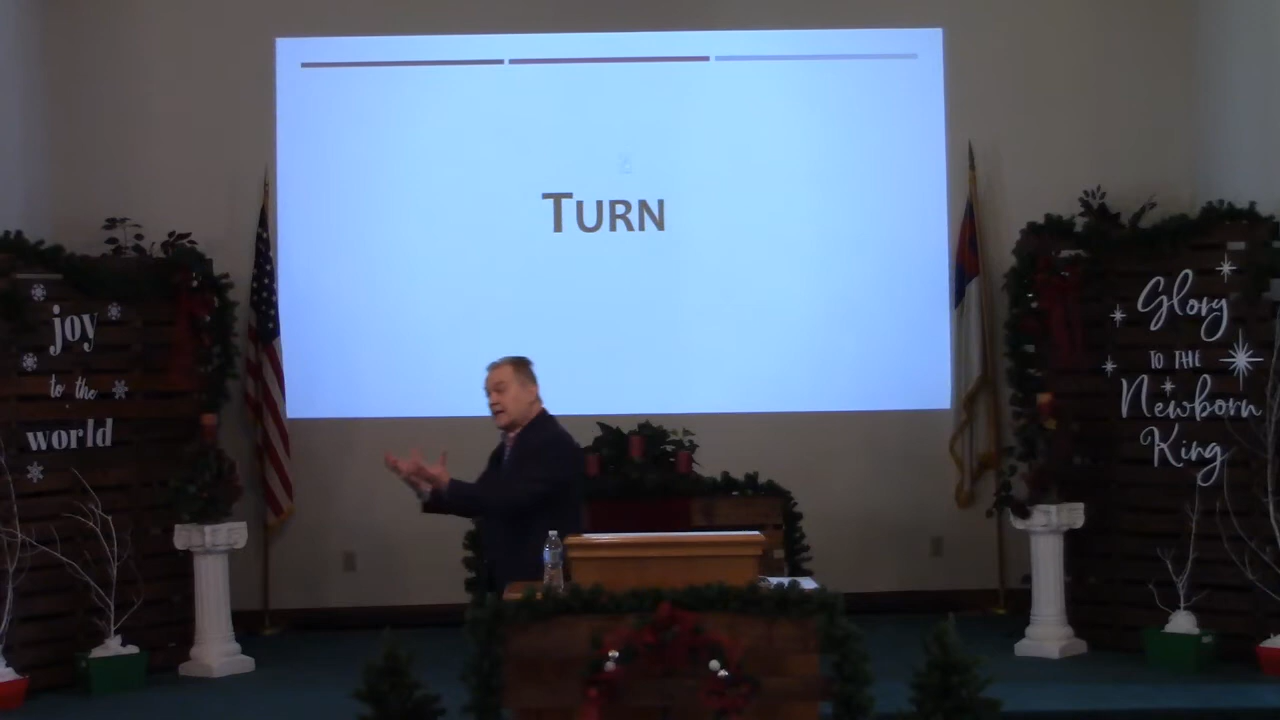 TURN
joy
to the
world
Glory
TO THE
Newborn
King